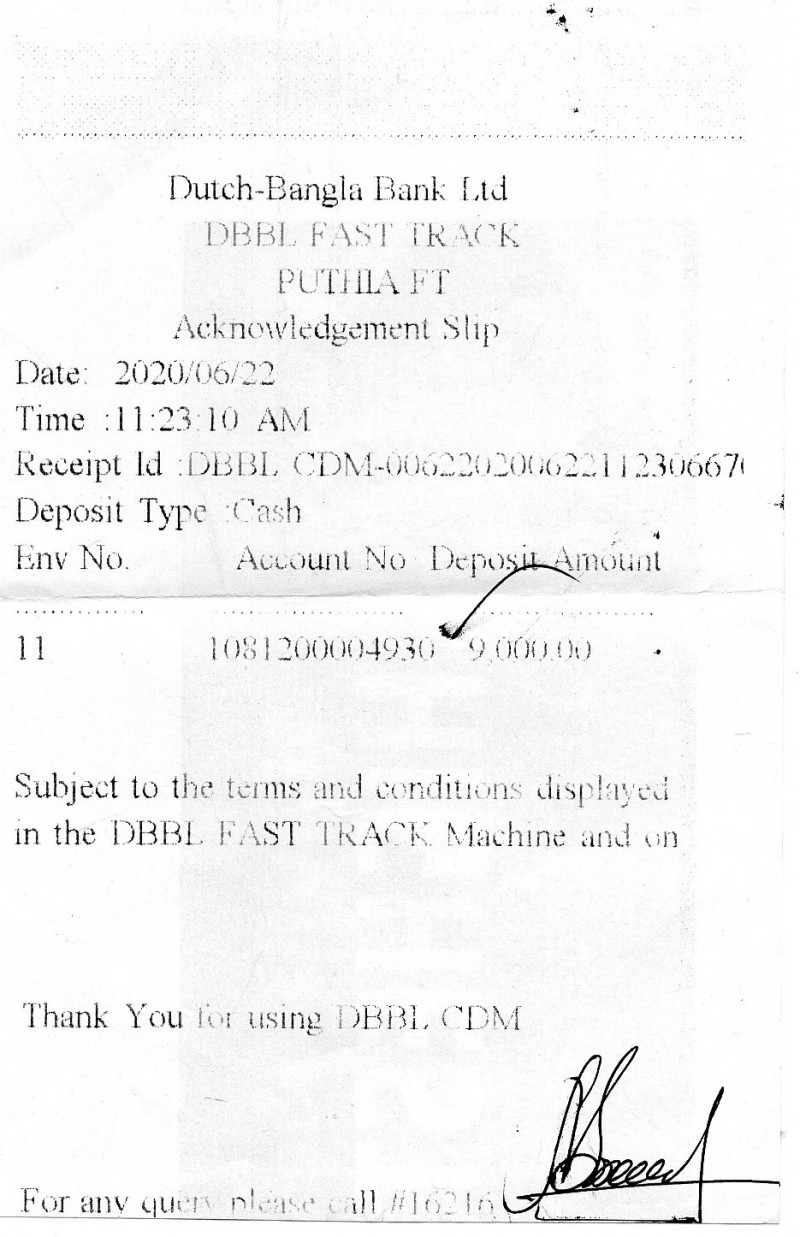 Dutch-Bangla Bank Ltd
DBBL FAST TRACK
PUTHIA FT
Acknowledgement Slip
Date: 2020/06/22
Time :11:23:10 AM
Receipt Id :DBBL CDM-00622020062211230667
Deposit Type :Cash
Env No. Account No Deposit Amount
11 1081200004930 9,000.00
Subject to the terms and conditions displayed
in the DBBL FAST TRACK Machine and on
Thank You for using DBBL CDM
For any query please call #16216